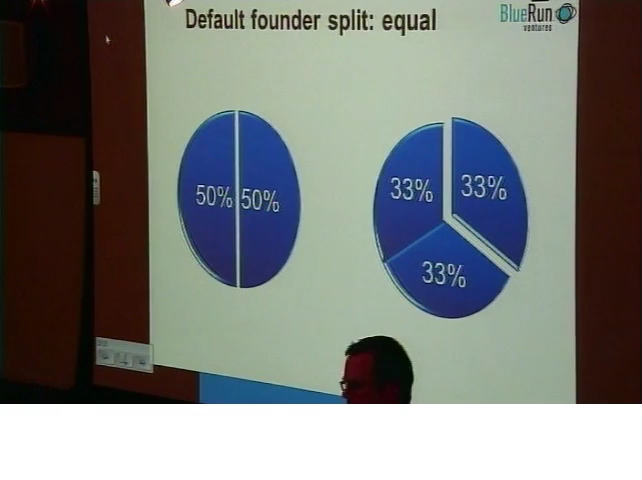 Default founder split: equal
BlueRun
ventures
50%
50%
33%
33%
33%